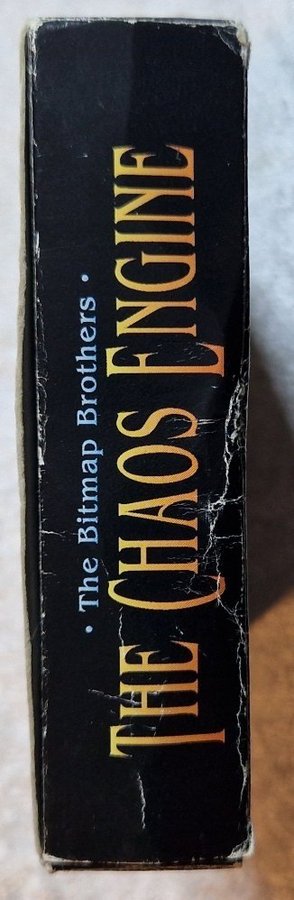 · The Bitmap Brothers ·
THE CHAOS ENGINE